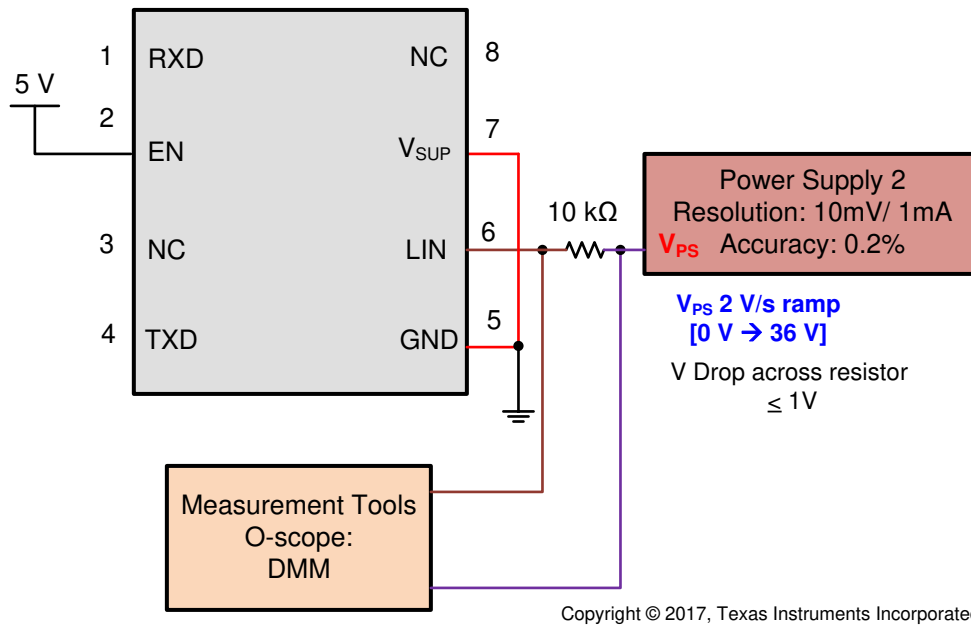 1
RXD
NC
8
5 V
2
EN
7
VSUP
3
NC
6
LIN
4
TXD
5
GND
10 kΩ
Power Supply 2
Resolution: 10mV/ 1mA
VPS Accuracy: 0.2%
VPS 2 V/s ramp
[0 V → 36 V]
V Drop across resistor
≤ 1V
Measurement Tools
O-scope:
DMM
Copyright © 2017, Texas Instruments Incorporate